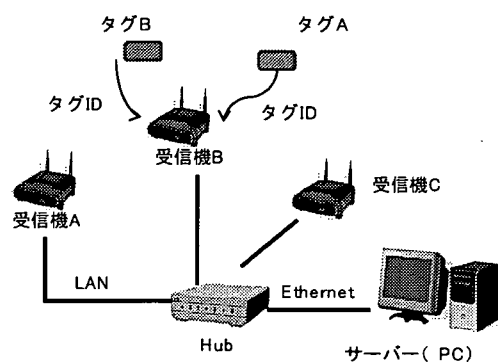 タグB
タグA
タグID
タグID
受信機B
受信機A
受信機C
LAN
Ethernet
Hub
サーバー( PC)